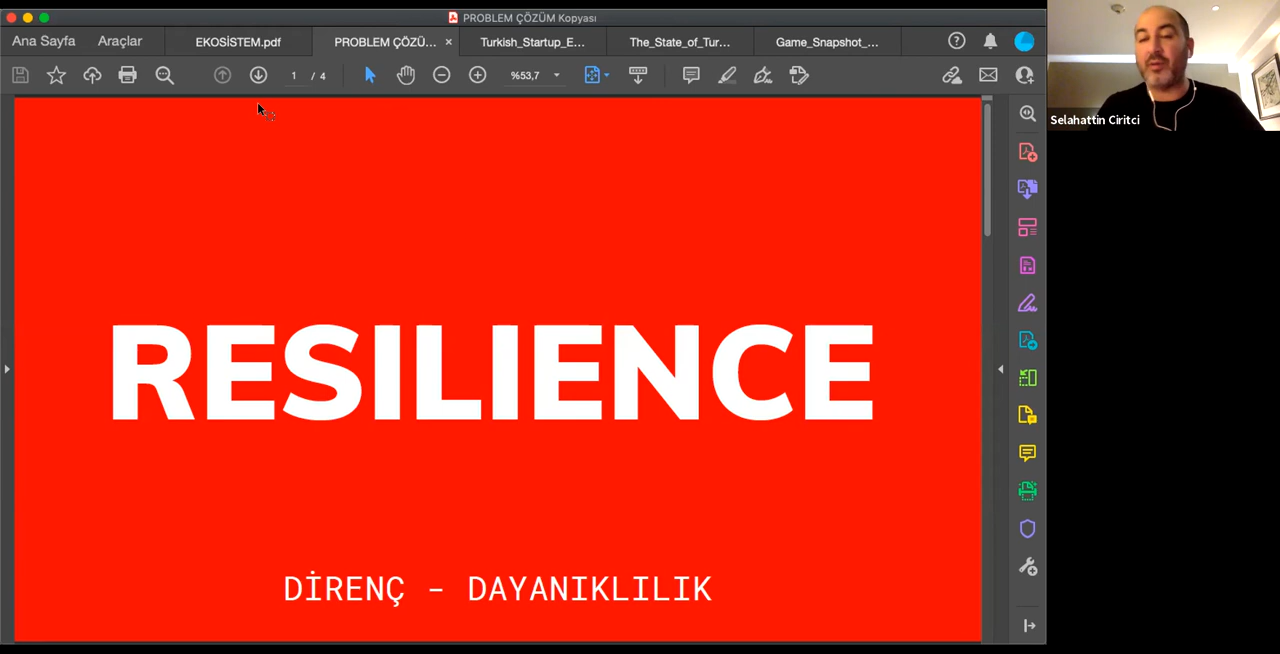 PROBLEM ÇÖZÜM Kopyası
Ana Sayfa
Araçlar
EKOSİSTEM.pdf
PROBLEM ÇÖZÜ...
Turkish_Startup_E...
The_State_of_Tur...
Game_Snapshot_...
1 / 4
%53,7
Selahattin Ciritci
RESILIENCE
DİRENÇ - DAYANIKLILIK